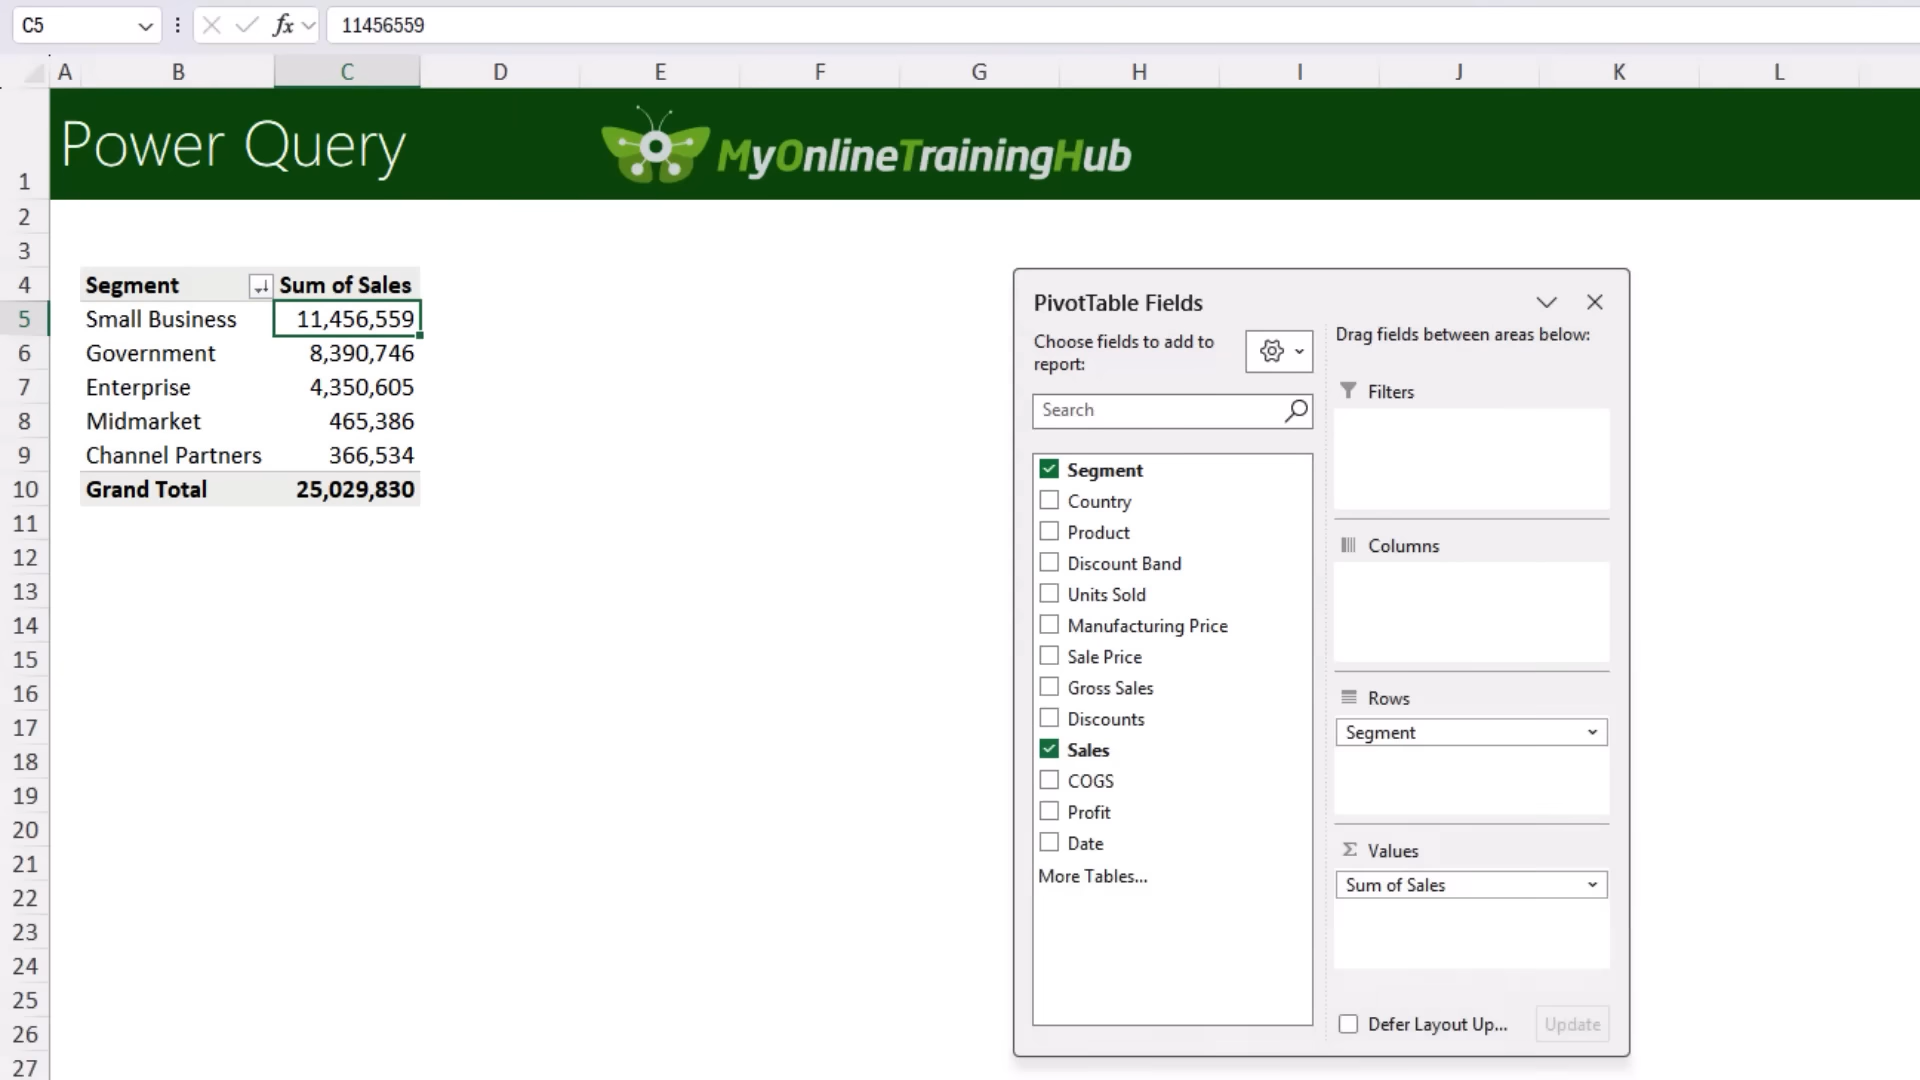 C5
fx
11456559
A B C D E F G H I J K L
Power Query
MyOnlineTrainingHub
1
2
3
4 Segment Sum of Sales
5 Small Business 11,456,559
6 Government 8,390,746
7 Enterprise 4,350,605
8 Midmarket 465,386
9 Channel Partners 366,534
10 Grand Total 25,029,830
11
12
13
14
15
16
17
18
19
20
21
22
23
24
25
26
27
PivotTable Fields
Choose fields to add to
report:
Search
Segment
Country
Product
Discount Band
Units Sold
Manufacturing Price
Sale Price
Gross Sales
Discounts
Sales
COGS
Profit
Date
More Tables...
Drag fields between areas below:
Filters
Columns
Rows
Segment
Σ Values
Sum of Sales
Defer Layout Up...
Update